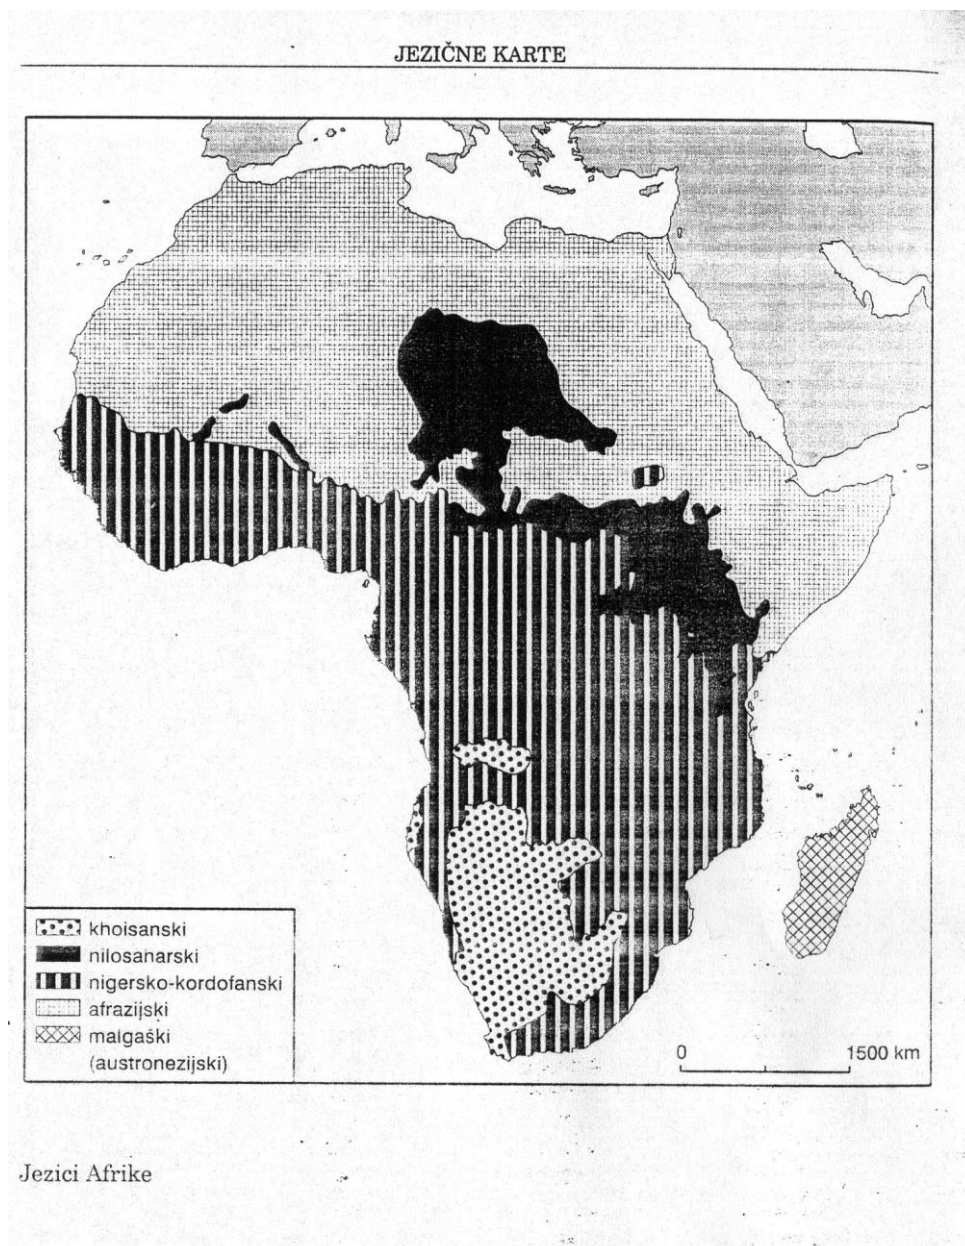 JEZIČNE KARTE
khoisanski
nilosaharski
nigersko-kordofanski
afrazijski
malgaški
(austronezijski)
0 1500 km
Jezici Afrike